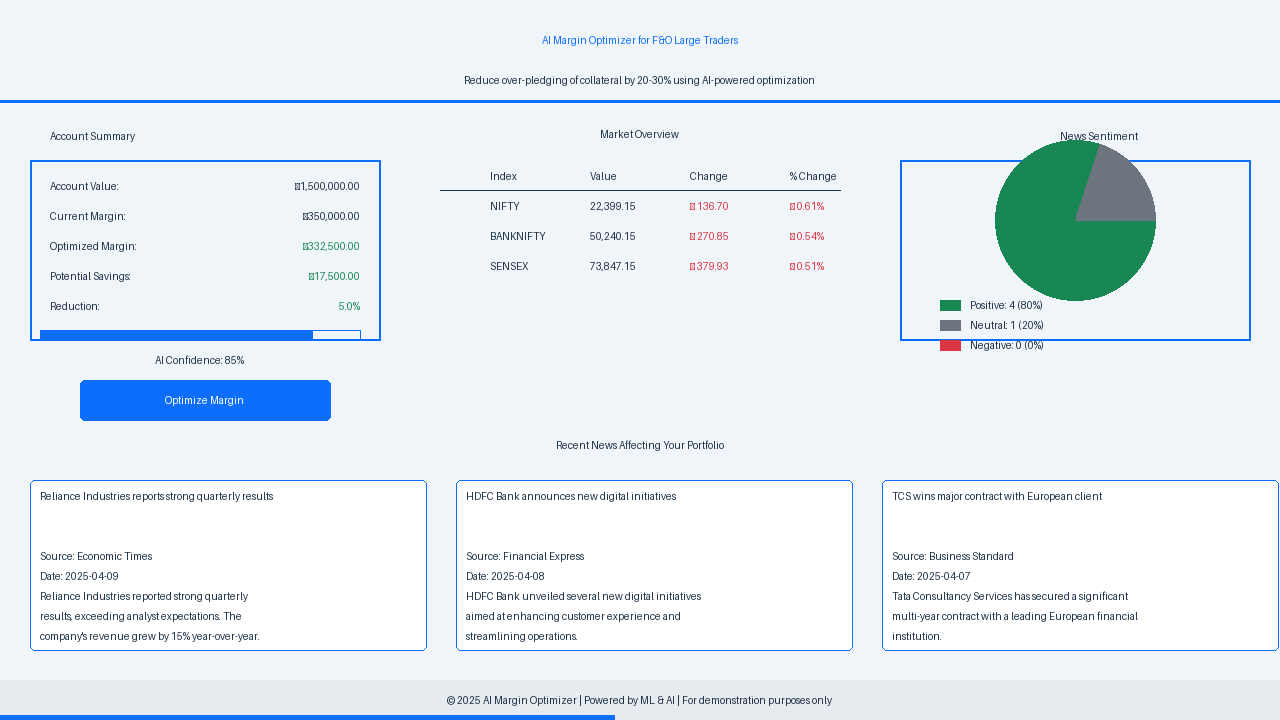 AI Margin Optimizer for F&O Large Traders
Reduce over-pledging of collateral by 20-30% using AI-powered optimization
Account Summary
Account Value: 1,500,000.00
Current Margin: 350,000.00
Optimized Margin: 332,500.00
Potential Savings: 17,500.00
Reduction: 5.0%
AI Confidence: 85%
Optimize Margin
Market Overview
Index Value Change % Change
NIFTY 22,399.15 136.70 0.61%
BANKNIFTY 50,240.15 270.85 0.54%
SENSEX 73,847.15 379.93 0.51%
News Sentiment
Positive: 4 (80%)
Neutral: 1 (20%)
Negative: 0 (0%)
Recent News Affecting Your Portfolio
Reliance Industries reports strong quarterly results
Source: Economic Times
Date: 2025-04-09
Reliance Industries reported strong quarterly
results, exceeding analyst expectations. The
company's revenue grew by 15% year-over-year.
HDFC Bank announces new digital initiatives
Source: Financial Express
Date: 2025-04-08
HDFC Bank unveiled several new digital initiatives
aimed at enhancing customer experience and
streamlining operations.
TCS wins major contract with European client
Source: Business Standard
Date: 2025-04-07
Tata Consultancy Services has secured a significant
multi-year contract with a leading European financial
institution.
© 2025 AI Margin Optimizer | Powered by ML & AI | For demonstration purposes only